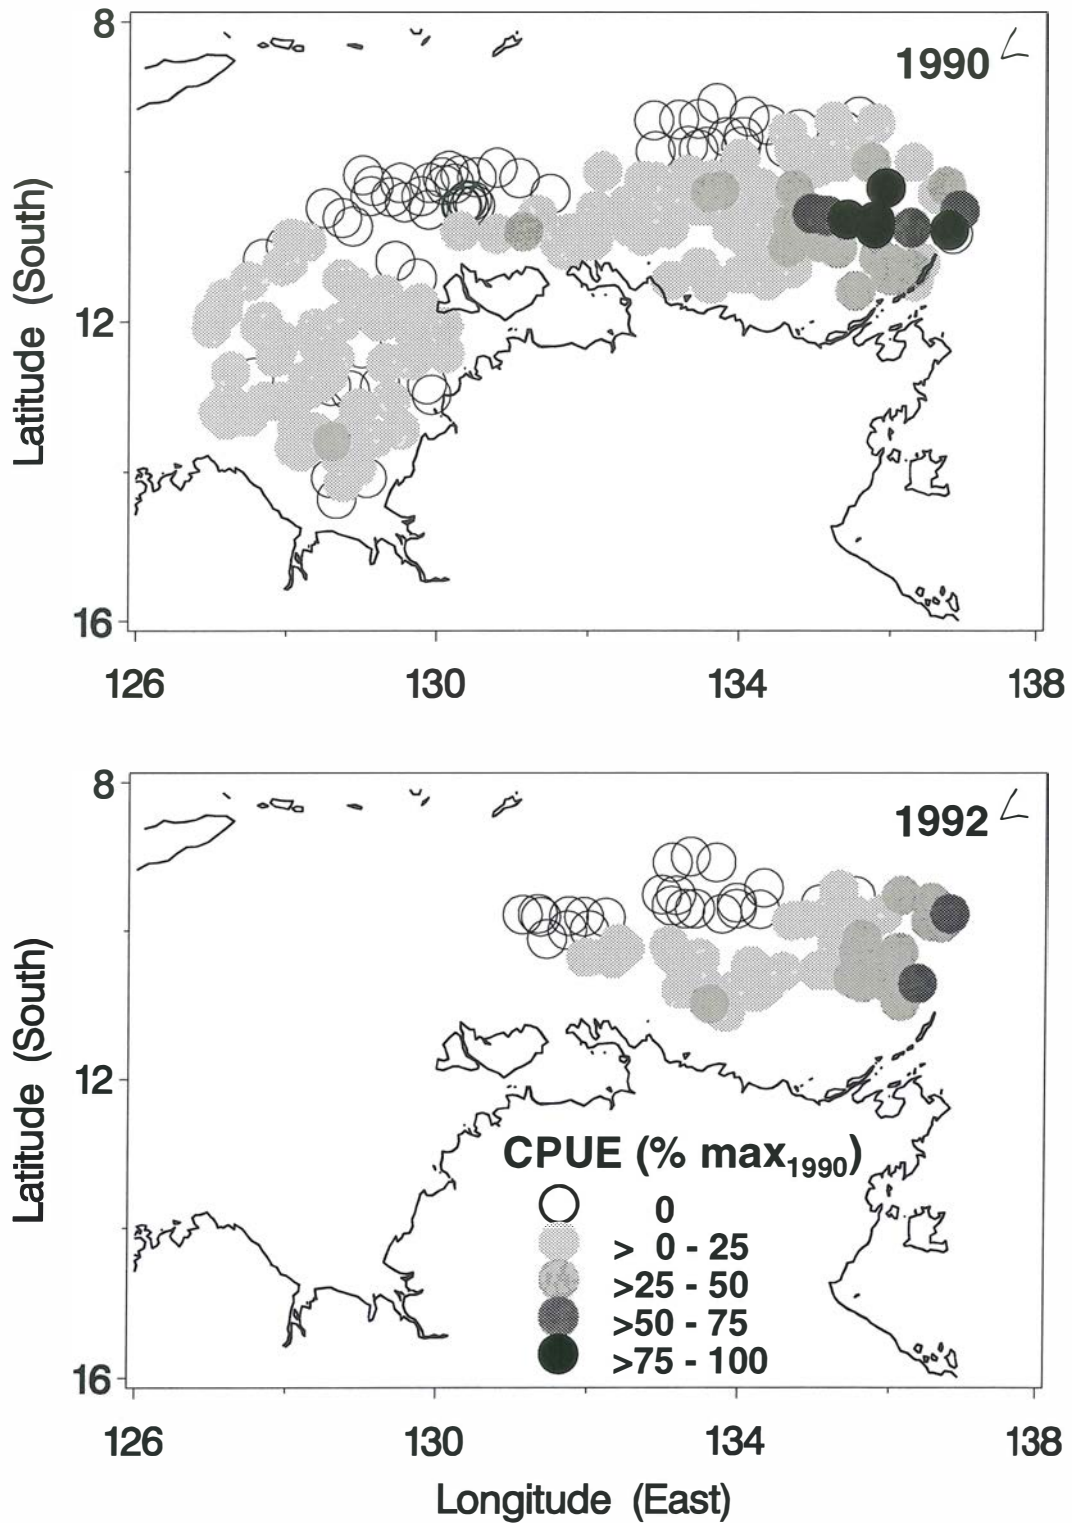 8
1990
12
16
126 130 134 138
Latitude (South)
8
1992
12
16
126 130 134 138
Latitude (South)
CPUE (% max1990)
0
> 0 - 25
>25 - 50
>50 - 75
>75 - 100
Longitude (East)